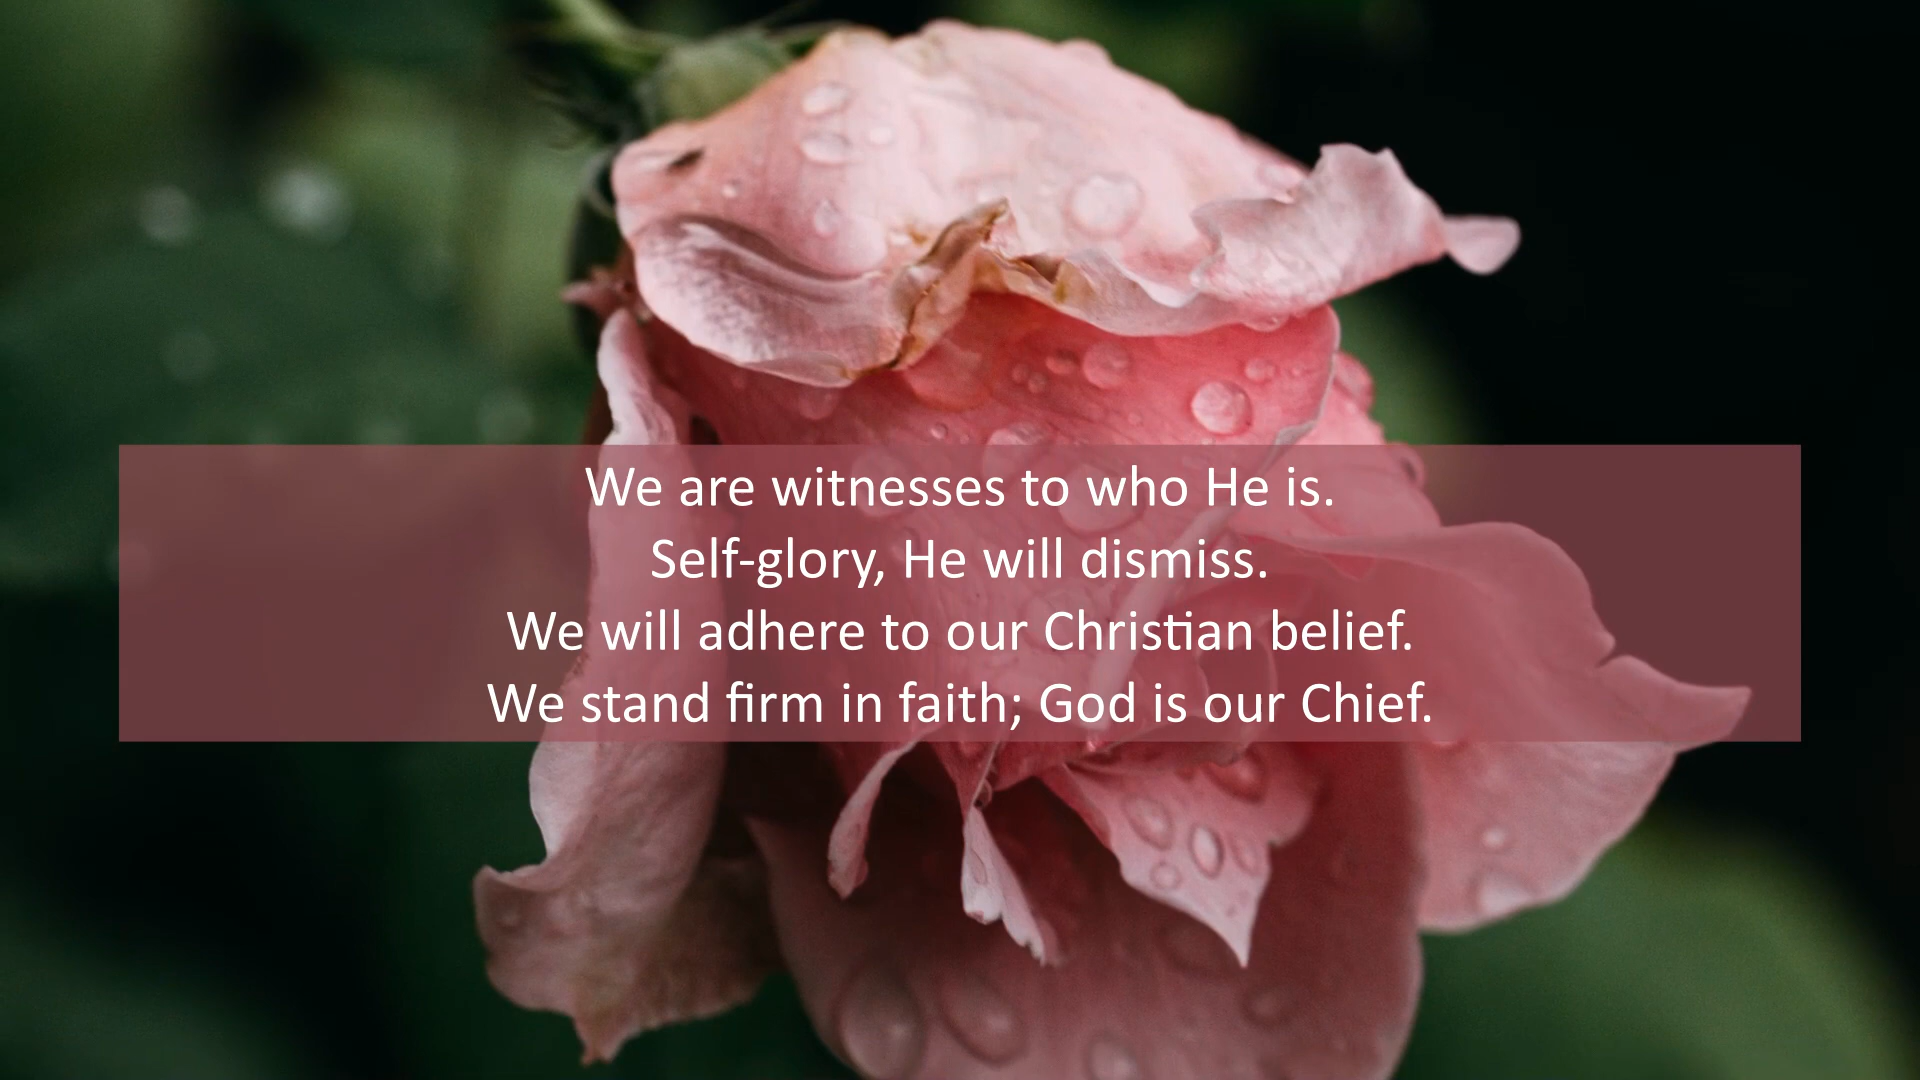 We are witnesses to who He is.
Self-glory, He will dismiss.
We will adhere to our Christian belief.
We stand firm in faith; God is our Chief.